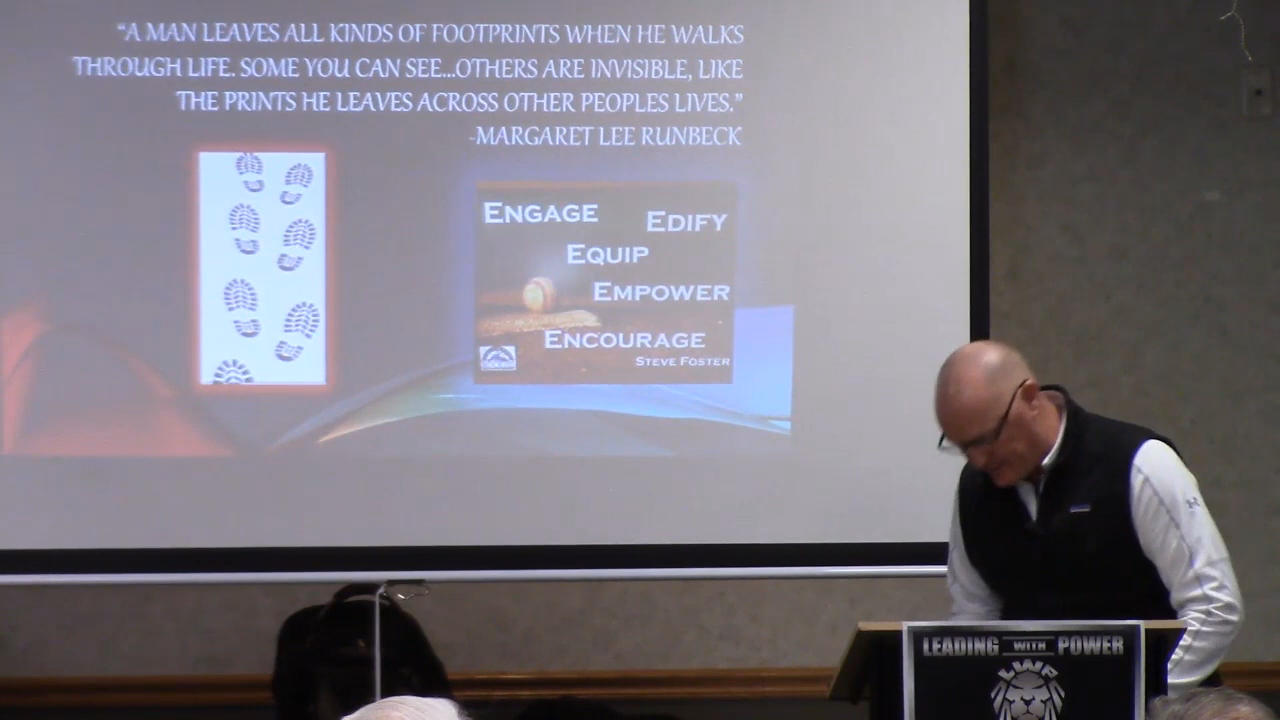 “A MAN LEAVES ALL KINDS OF FOOTPRINTS WHEN HE WALKS
THROUGH LIFE. SOME YOU CAN SEE...OTHERS ARE INVISIBLE, LIKE
THE PRINTS HE LEAVES ACROSS OTHER PEOPLES LIVES.”
-MARGARET LEE RUNBECK
ENGAGE
EDIFY
EQUIP
EMPOWER
ENCOURAGE
STEVE FOSTER
LEADING WITH POWER
LWP